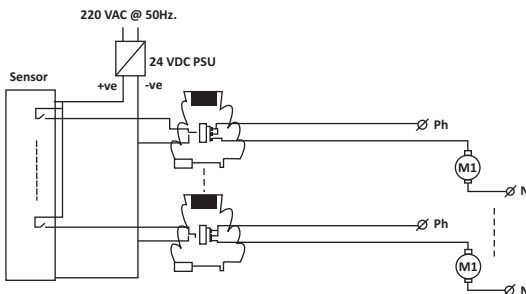 220 VAC @ 50Hz.
24 VDC PSU
Sensor
+ve
-ve
Ph
M1
N
Ph
M1
N